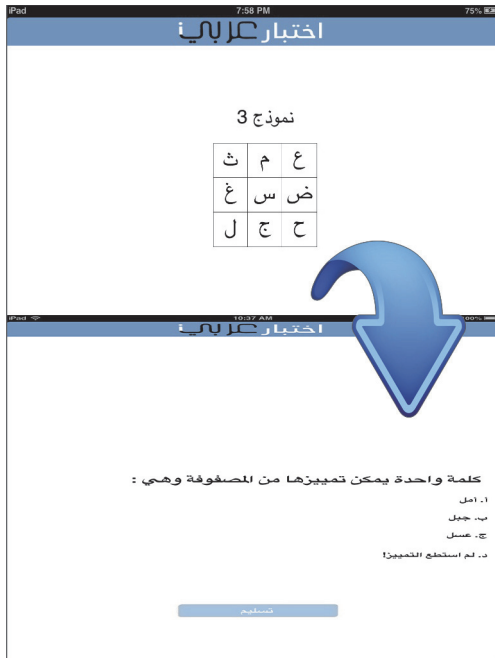 iPad 7:58 PM 75%
اختبار عربي i
نموذج 3
ع م ث
ض س غ
ح ج ل
iPad 10:37 AM 100%
اختبار عربي i
كلمة واحدة يمكن تمييزها من المصفوفة وهي :
أ. أمل
ب. جبل
ج. عسل
د. لم استطع التمييز!
تسليم